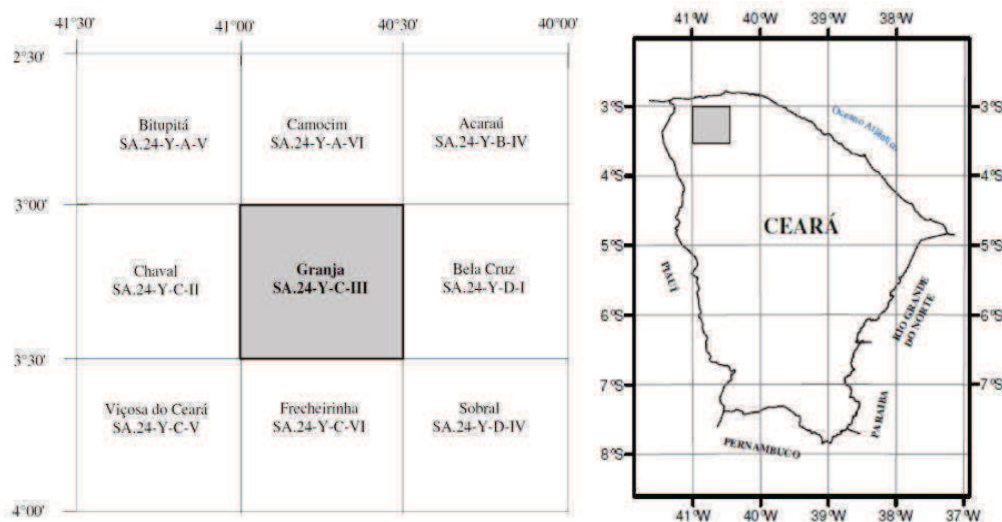 41°30'
41°00'
40°30'
40°00'
2°30'
Bitupitá
SA.24-Y-A-V
Camocim
SA.24-Y-A-VI
Acaraú
SA.24-Y-B-IV
3°00'
Chaval
SA.24-Y-C-II
Granja
SA.24-Y-C-III
Bela Cruz
SA.24-Y-D-I
3°30'
Viçosa do Ceará
SA.24-Y-C-V
Frecheirinha
SA.24-Y-C-VI
Sobral
SA.24-Y-D-IV
4°00'
41°W 40°W 39°W 38°W
3°S 3°S
Oceano Atlântico
4°S 4°S
CEARÁ
5°S 5°S
PIAUÍ
6°S 6°S
RIO GRANDE
DO NORTE
7°S 7°S
PARAIBA
PERNAMBUCO
8°S 8°S
41°W 40°W 39°W 38°W 37°W